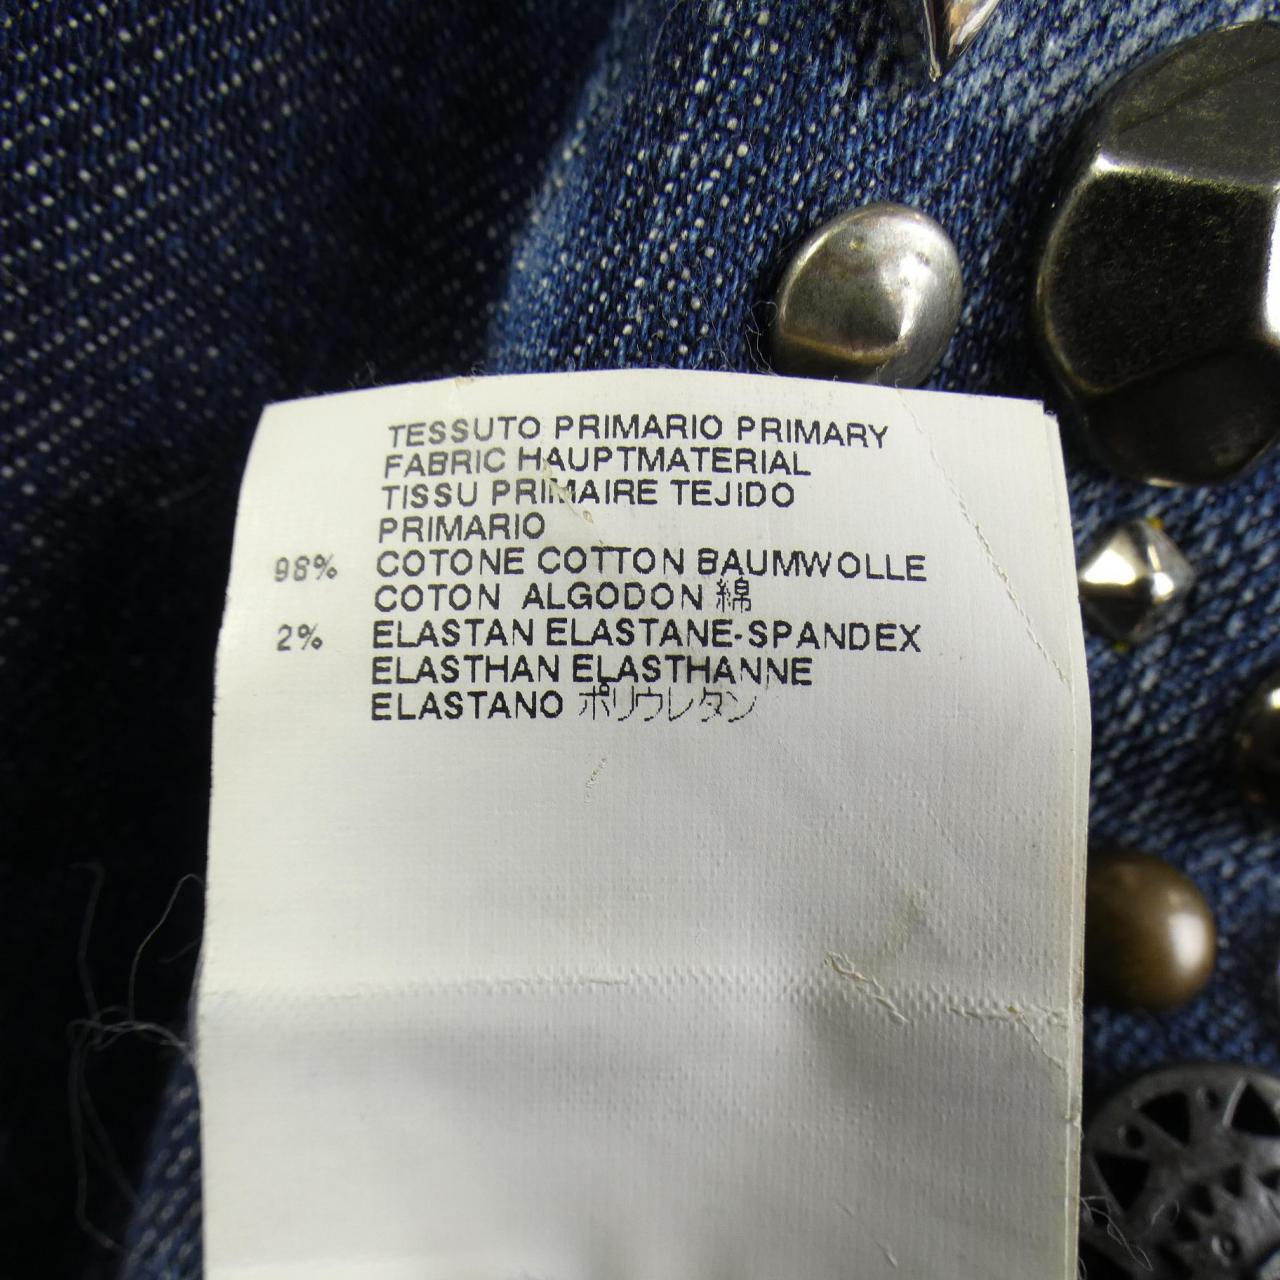 TESSUTO PRIMARIO PRIMARY
FABRIC HAUPTMATERIAL
TISSU PRIMAIRE TEJIDO
PRIMARIO
98% COTONE COTTON BAUMWOLLE
COTON ALGODON 綿
2% ELASTAN ELASTANE-SPANDEX
ELASTHAN ELASTHANNE
ELASTANO ポリウレタン